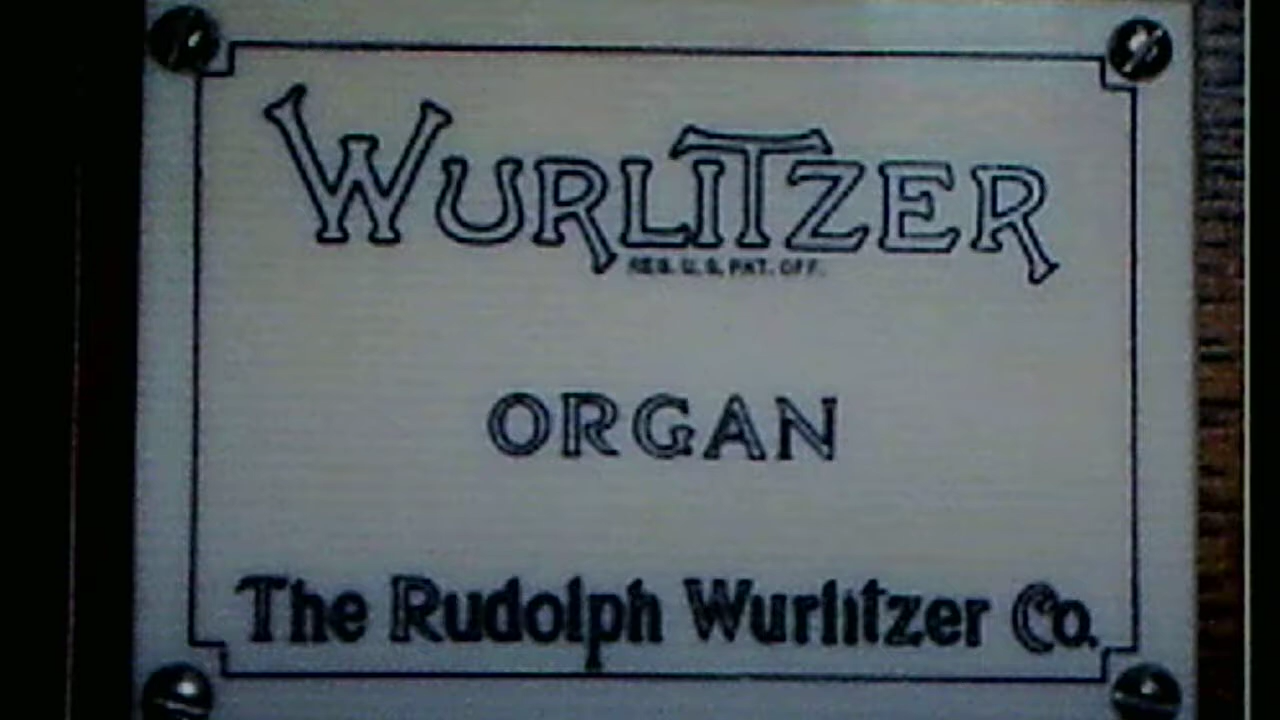 WURLITZER
REG. U. S. PAT. OFF.
ORGAN
The Rudolph Wurlitzer Co.